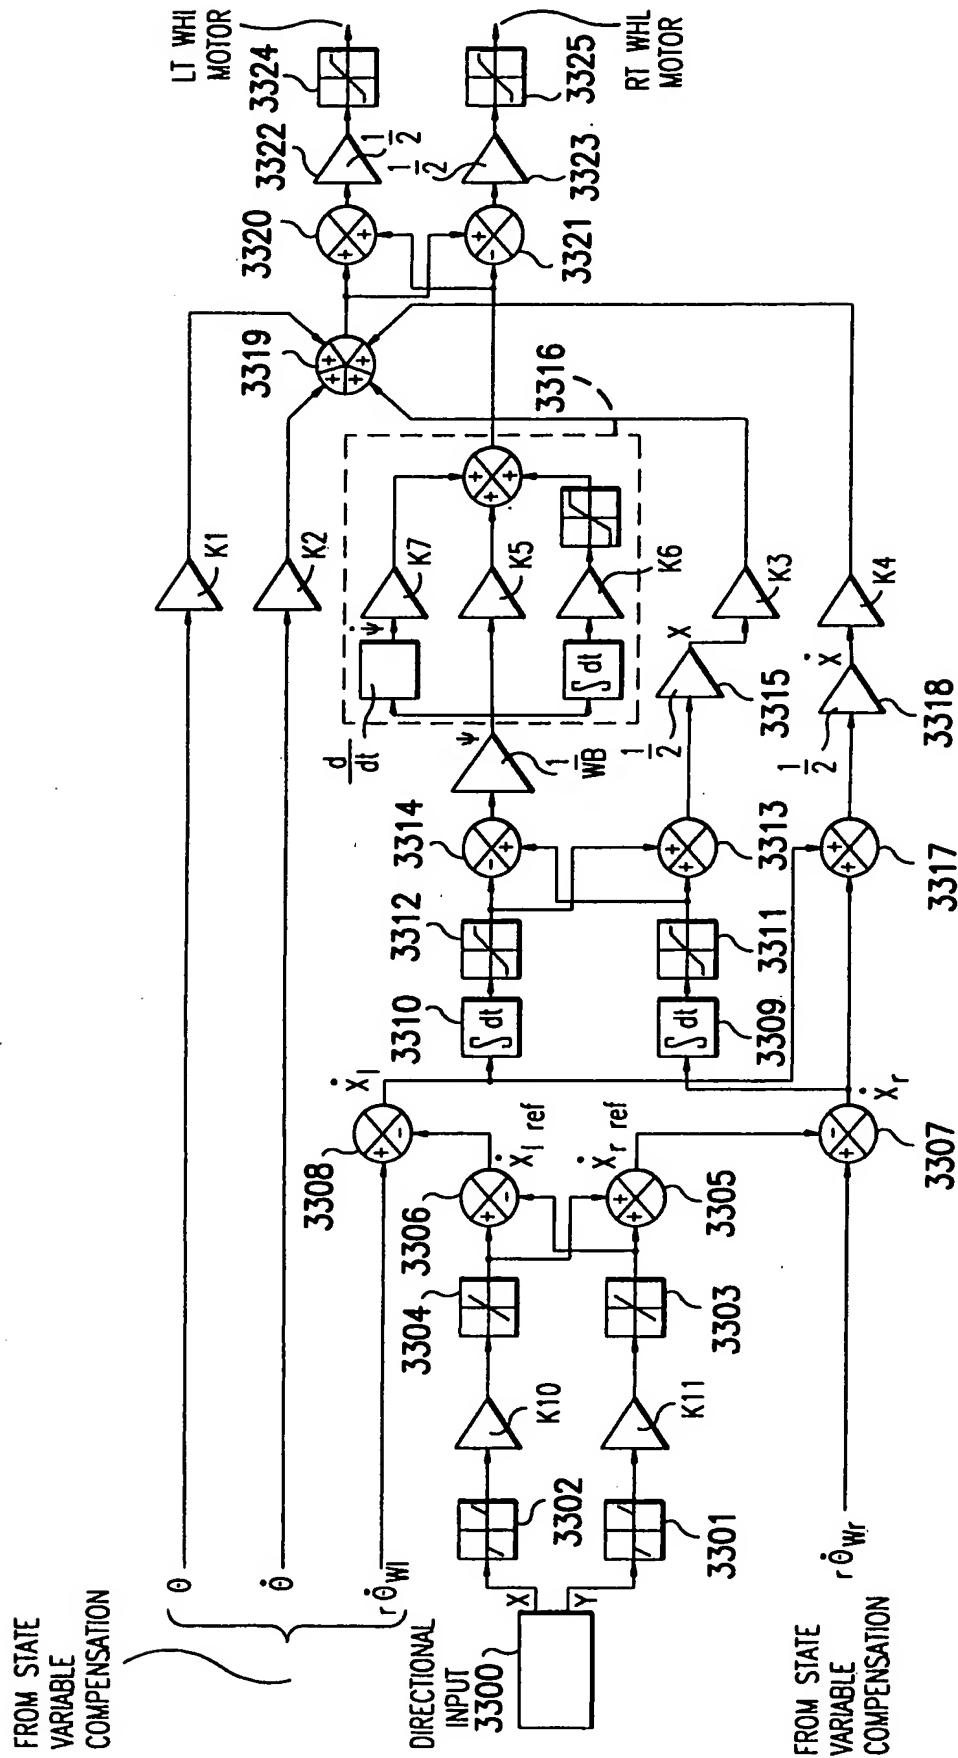 FROM STATE
VARIABLE
COMPENSATION
θ
θ̇
rθ̇Wl
DIRECTIONAL
INPUT
3300
X
Y
3302
3301
K10
K11
3304
3303
3306
3305
+
-
+
+
Ẋl ref
Ẋr ref
3308
+
-
Ẋl
FROM STATE
VARIABLE
COMPENSATION
rθ̇Wr
3307
+
-
Ẋr
3310
∫ dt
3309
∫ dt
3312
3311
3314
-
+
3313
+
+
3317
+
+
1/WB
ψ
1/2
3315
X
1/2
3318
Ẋ
d/dt
ψ̇
∫ dt
K7
K5
K6
K3
K4
K1
K2
3316
+
+
+
3319
+
+
+
+
3320
+
+
3321
-
+
3322
1/2
1/2
3323
3324
3325
LT WHl
MOTOR
RT WHL
MOTOR